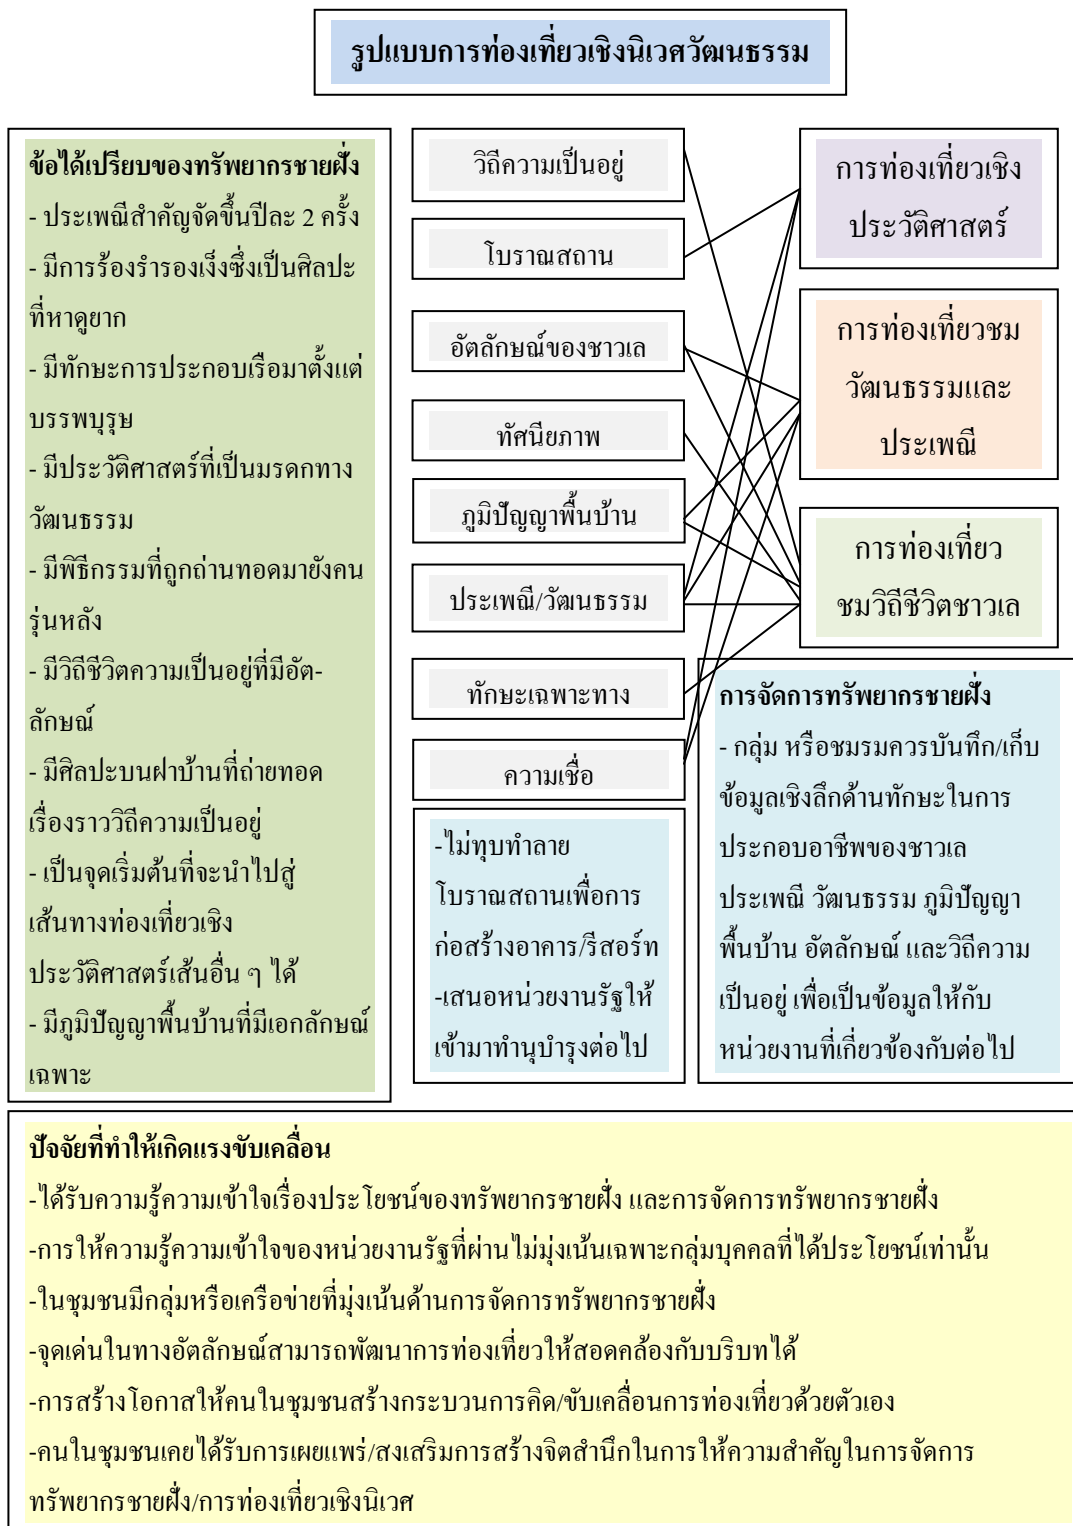 รูปแบบการท่องเที่ยวเชิงนิเวศวัฒนธรรม
ข้อได้เปรียบของทรัพยากรชายฝั่ง
- ประเพณีสำคัญจัดขึ้นปีละ 2 ครั้ง
- มีการร้องรำรองเง็งซึ่งเป็นศิลปะ
ที่หาดูยาก
- มีทักษะการประกอบเรือมาตั้งแต่
บรรพบุรุษ
- มีประวัติศาสตร์ที่เป็นมรดกทาง
วัฒนธรรม
- มีพิธีกรรมที่ถูกถ่านทอดมายังคน
รุ่นหลัง
- มีวิถีชีวิตความเป็นอยู่ที่มีอัต-
ลักษณ์
- มีศิลปะบนฝาบ้านที่ถ่ายทอด
เรื่องราววิถีความเป็นอยู่
- เป็นจุดเริ่มต้นที่จะนำไปสู่
เส้นทางท่องเที่ยวเชิง
ประวัติศาสตร์เส้นอื่น ๆ ได้
- มีภูมิปัญญาพื้นบ้านที่มีเอกลักษณ์
เฉพาะ
วิถีความเป็นอยู่
โบราณสถาน
อัตลักษณ์ของชาวเล
ทัศนียภาพ
ภูมิปัญญาพื้นบ้าน
ประเพณี/วัฒนธรรม
ทักษะเฉพาะทาง
ความเชื่อ
-ไม่ทุบทำลาย
โบราณสถานเพื่อการ
ก่อสร้างอาคาร/รีสอร์ท
-เสนอหน่วยงานรัฐให้
เข้ามาทำนุบำรุงต่อไป
การท่องเที่ยวเชิง
ประวัติศาสตร์
การท่องเที่ยวชม
วัฒนธรรมและ
ประเพณี
การท่องเที่ยว
ชมวิถีชีวิตชาวเล
การจัดการทรัพยากรชายฝั่ง
- กลุ่ม หรือชมรมควรบันทึก/เก็บ
ข้อมูลเชิงลึกด้านทักษะในการ
ประกอบอาชีพของชาวเล
ประเพณี วัฒนธรรม ภูมิปัญญา
พื้นบ้าน อัตลักษณ์ และวิถีความ
เป็นอยู่ เพื่อเป็นข้อมูลให้กับ
หน่วยงานที่เกี่ยวข้องกับต่อไป
ปัจจัยที่ทำให้เกิดแรงขับเคลื่อน
-ได้รับความรู้ความเข้าใจเรื่องประโยชน์ของทรัพยากรชายฝั่ง และการจัดการทรัพยากรชายฝั่ง
-การให้ความรู้ความเข้าใจของหน่วยงานรัฐที่ผ่านไม่มุ่งเน้นเฉพาะกลุ่มบุคคลที่ได้ประโยชน์เท่านั้น
-ในชุมชนมีกลุ่มหรือเครือข่ายที่มุ่งเน้นด้านการจัดการทรัพยากรชายฝั่ง
-จุดเด่นในทางอัตลักษณ์สามารถพัฒนาการท่องเที่ยวให้สอดคล้องกับบริบทได้
-การสร้างโอกาสให้คนในชุมชนสร้างกระบวนการคิด/ขับเคลื่อนการท่องเที่ยวด้วยตัวเอง
-คนในชุมชนเคยได้รับการเผยแพร่/สงเสริมการสร้างจิตสำนึกในการให้ความสำคัญในการจัดการ
ทรัพยากรชายฝั่ง/การท่องเที่ยวเชิงนิเวศ